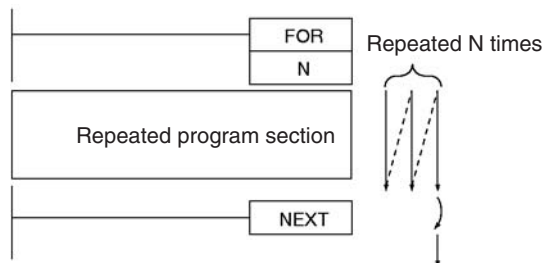 FOR
N
Repeated N times
Repeated program section
NEXT